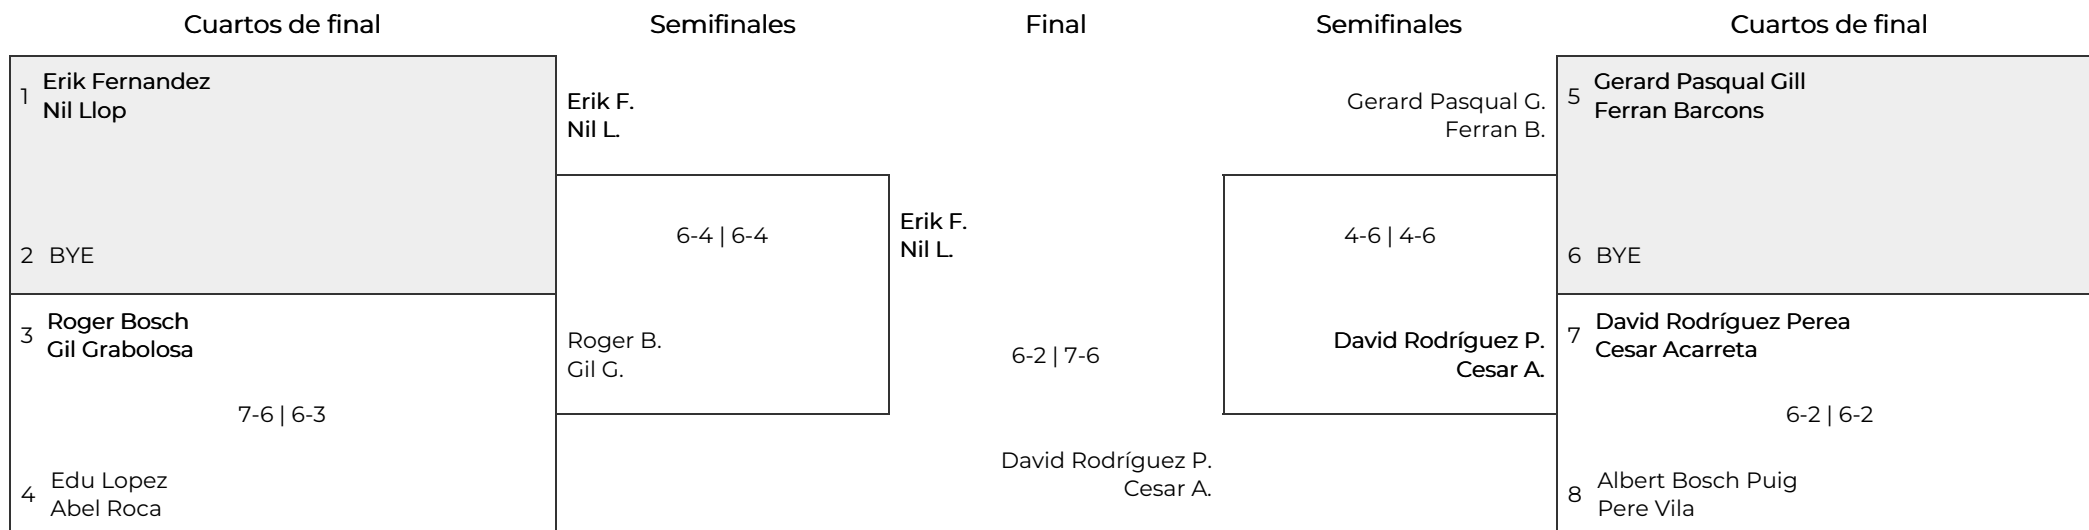 Cuartos de final
Semifinales
Final
Semifinales
Cuartos de final
1
Erik Fernandez
Nil Llop
2 BYE
3
Roger Bosch
Gil Grabolosa
7-6 | 6-3
4
Edu Lopez
Abel Roca
Erik F.
Nil L.
6-4 | 6-4
Roger B.
Gil G.
Erik F.
Nil L.
6-2 | 7-6
David Rodríguez P.
Cesar A.
Gerard Pasqual G.
Ferran B.
4-6 | 4-6
David Rodríguez P.
Cesar A.
5
Gerard Pasqual Gill
Ferran Barcons
6 BYE
7
David Rodríguez Perea
Cesar Acarreta
6-2 | 6-2
8
Albert Bosch Puig
Pere Vila